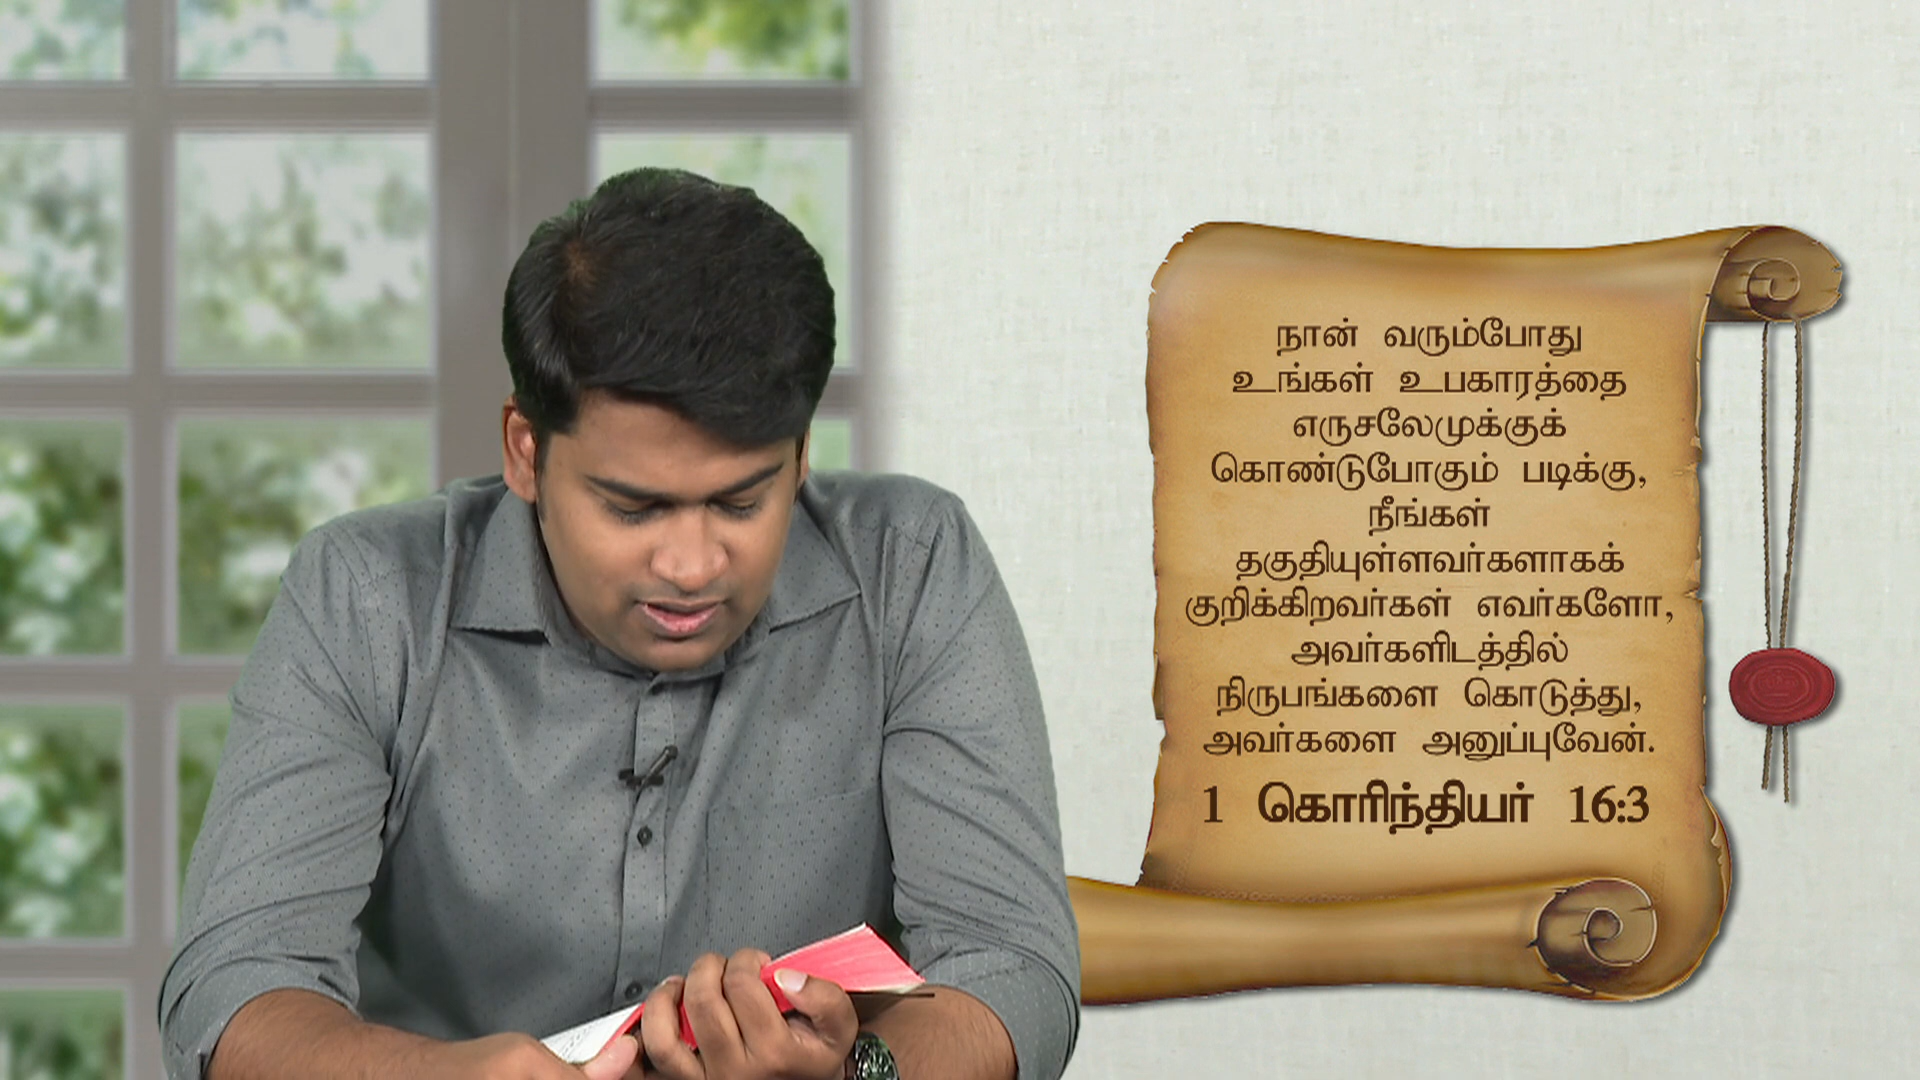 நான் வரும்போது
உங்கள் உபகாரத்தை
எருசலேமுக்குக்
கொண்டுபோகும் படிக்கு,
நீங்கள்
தகுதியுள்ளவர்களாகக்
குறிக்கிறவர்கள் எவர்களோ,
அவர்களிடத்தில்
நிருபங்களை கொடுத்து,
அவர்களை அனுப்புவேன்.
1 கொரிந்தியர் 16:3